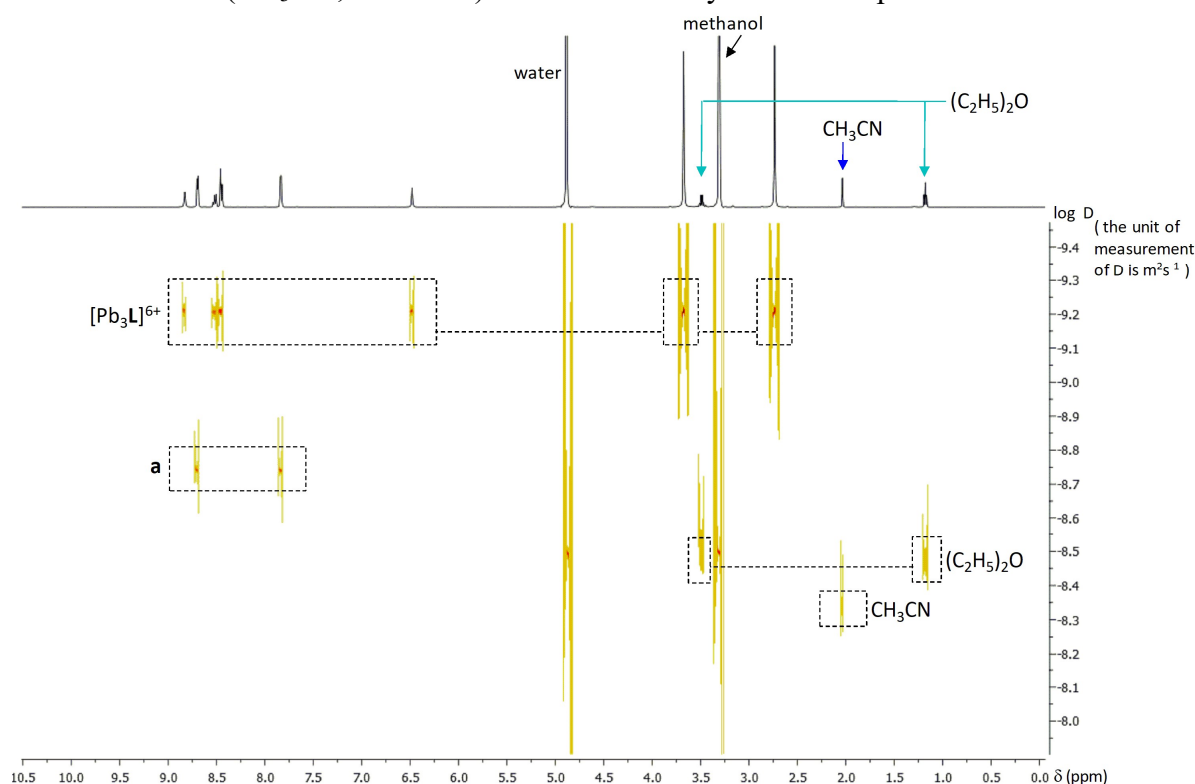 methanol
water
(C2H5)2O
CH3CN
log D
( the unit of
measurement
of D is m²s ¹ )
-9.4
-9.3
[Pb3L]6+
-9.2
-9.1
-9.0
-8.9
-8.8
a
-8.7
-8.6
-8.5
(C2H5)2O
-8.4
CH3CN
-8.3
-8.2
-8.1
-8.0
10.5 10.0 9.5 9.0 8.5 8.0 7.5 7.0 6.5 6.0 5.5 5.0 4.5 4.0 3.5 3.0 2.5 2.0 1.5 1.0 0.5 0.0 δ (ppm)